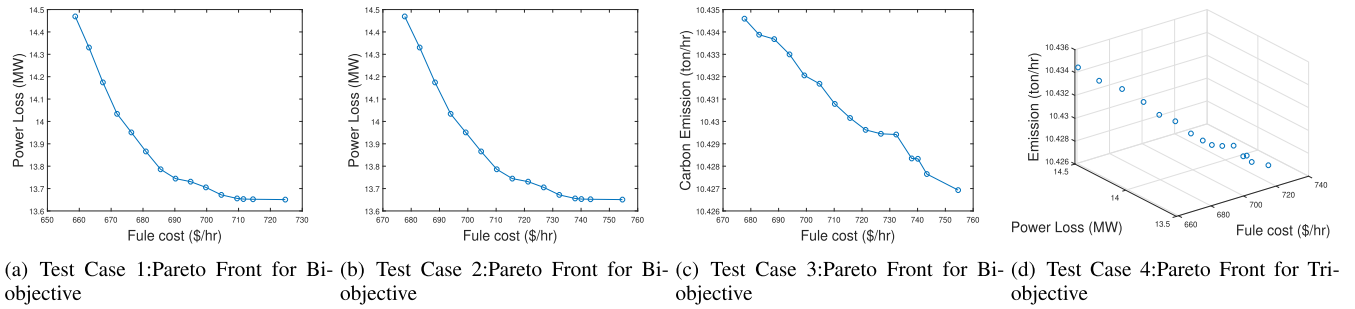 14.5
14.4
14.3
14.2
14.1
14
13.9
13.8
13.7
13.6
Power Loss (MW)
650 660 670 680 690 700 710 720 730
Fule cost ($/hr)
(a) Test Case 1:Pareto Front for Bi-
objective
14.5
14.4
14.3
14.2
14.1
14
13.9
13.8
13.7
13.6
Power Loss (MW)
660 680 700 720 740 760
Fule cost ($/hr)
(b) Test Case 2:Pareto Front for Bi-
objective
10.435
10.434
10.433
10.432
10.431
10.43
10.429
10.428
10.427
10.426
Carbon Emission (ton/hr)
670 680 690 700 710 720 730 740 750 760
Fule cost ($/hr)
(c) Test Case 3:Pareto Front for Bi-
objective
10.436
10.434
10.432
10.43
10.428
10.426
Emission (ton/hr)
14.5
14
13.5
Power Loss (MW)
660
680
700
720
740
Fule cost ($/hr)
(d) Test Case 4:Pareto Front for Tri-
objective